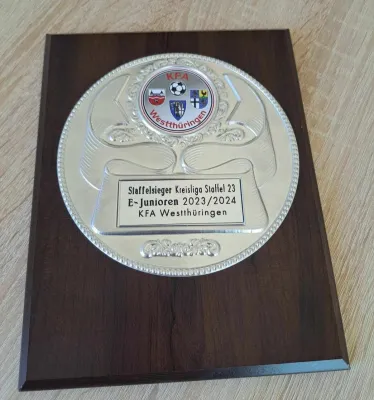 KFA
Westthüringen
Staffelsieger Kreisliga Staffel 23
E-Junioren 2023/2024
KFA Westthüringen